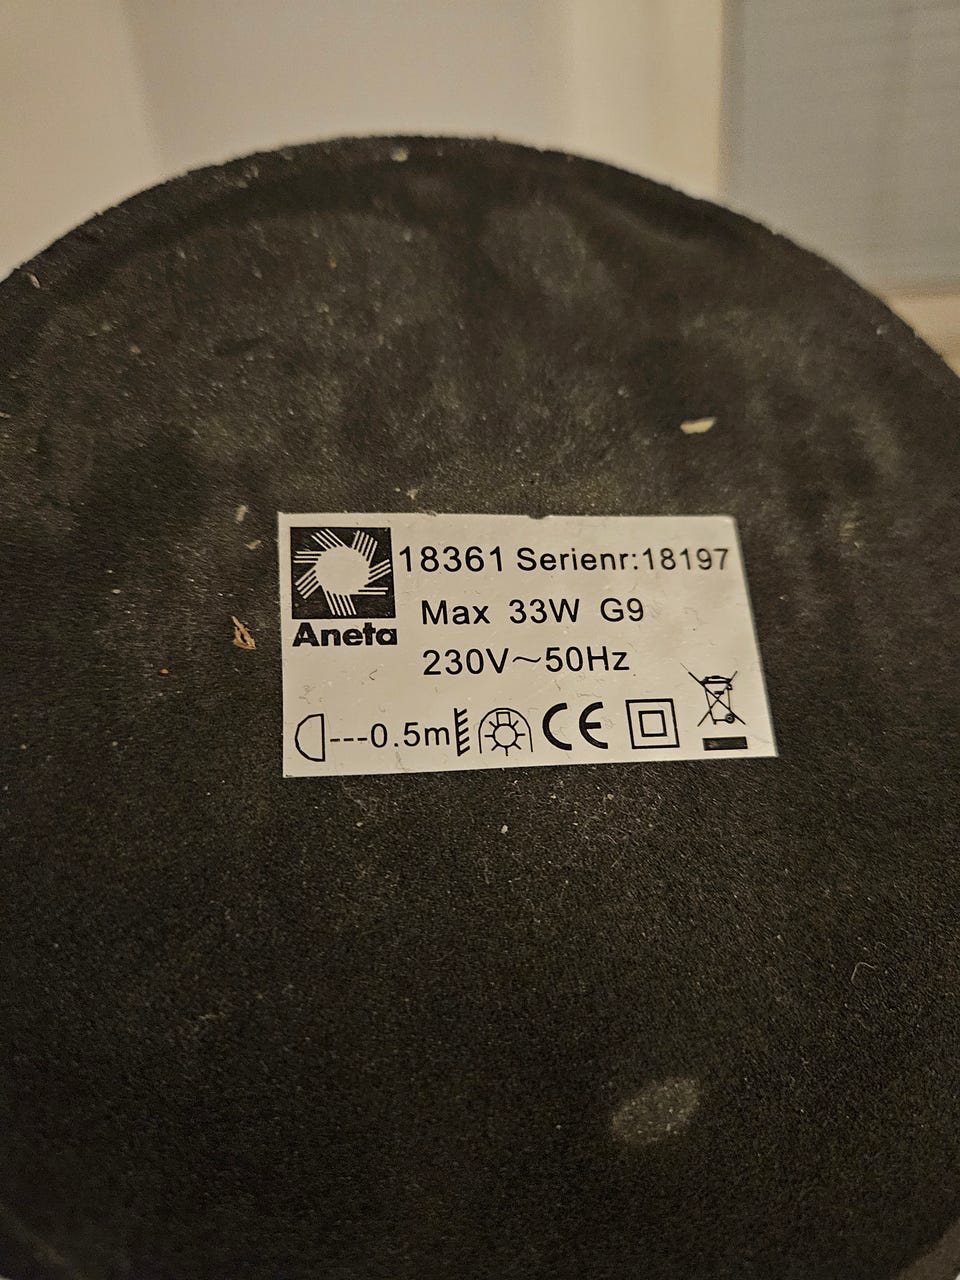 18361 Serienr:18197
Aneta
Max 33W G9
230V~50Hz
---0.5m CE